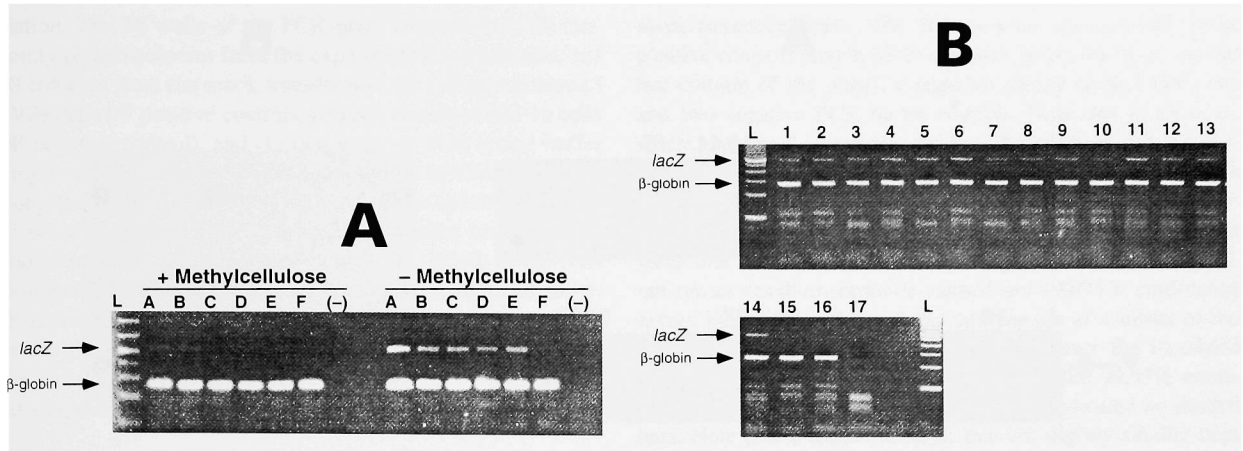 A
+ Methylcellulose – Methylcellulose
L A B C D E F (–) A B C D E F (–)
lacZ
β-globin
B
L 1 2 3 4 5 6 7 8 9 10 11 12 13
lacZ
β-globin
14 15 16 17 L
lacZ
β-globin